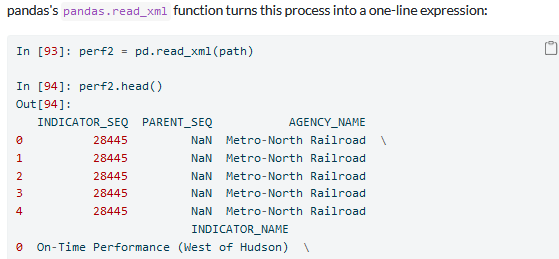 pandas's pandas.read_xml function turns this process into a one-line expression:
In [93]: perf2 = pd.read_xml(path)
In [94]: perf2.head()
Out[94]:
   INDICATOR_SEQ  PARENT_SEQ           AGENCY_NAME
0          28445         NaN  Metro-North Railroad  \
1          28445         NaN  Metro-North Railroad
2          28445         NaN  Metro-North Railroad
3          28445         NaN  Metro-North Railroad
4          28445         NaN  Metro-North Railroad
                         INDICATOR_NAME
0  On-Time Performance (West of Hudson)  \